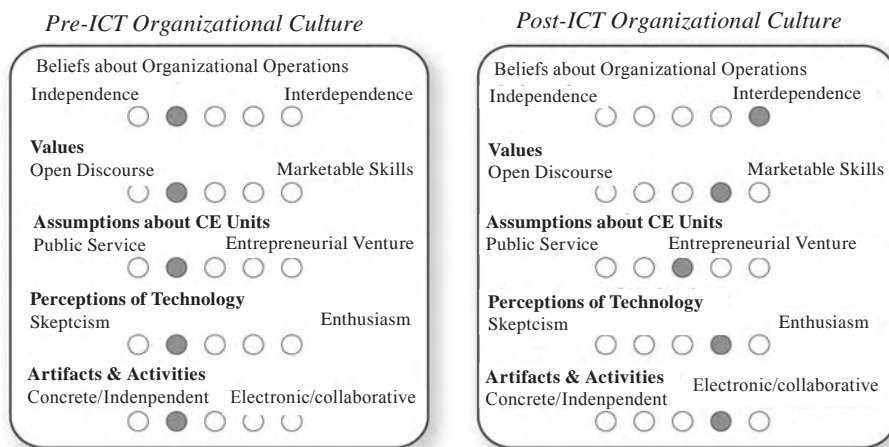 Pre-ICT Organizational Culture
Beliefs about Organizational Operations
Independence Interdependence
Values
Open Discourse Marketable Skills
Assumptions about CE Units
Public Service Entrepreneurial Venture
Perceptions of Technology
Skeptcism Enthusiasm
Artifacts & Activities
Concrete/Indenpendent Electronic/collaborative
Post-ICT Organizational Culture
Beliefs about Organizational Operations
Independence Interdependence
Values
Open Discourse Marketable Skills
Assumptions about CE Units
Public Service Entrepreneurial Venture
Perceptions of Technology
Skeptcism Enthusiasm
Artifacts & Activities
Concrete/Indenpendent Electronic/collaborative